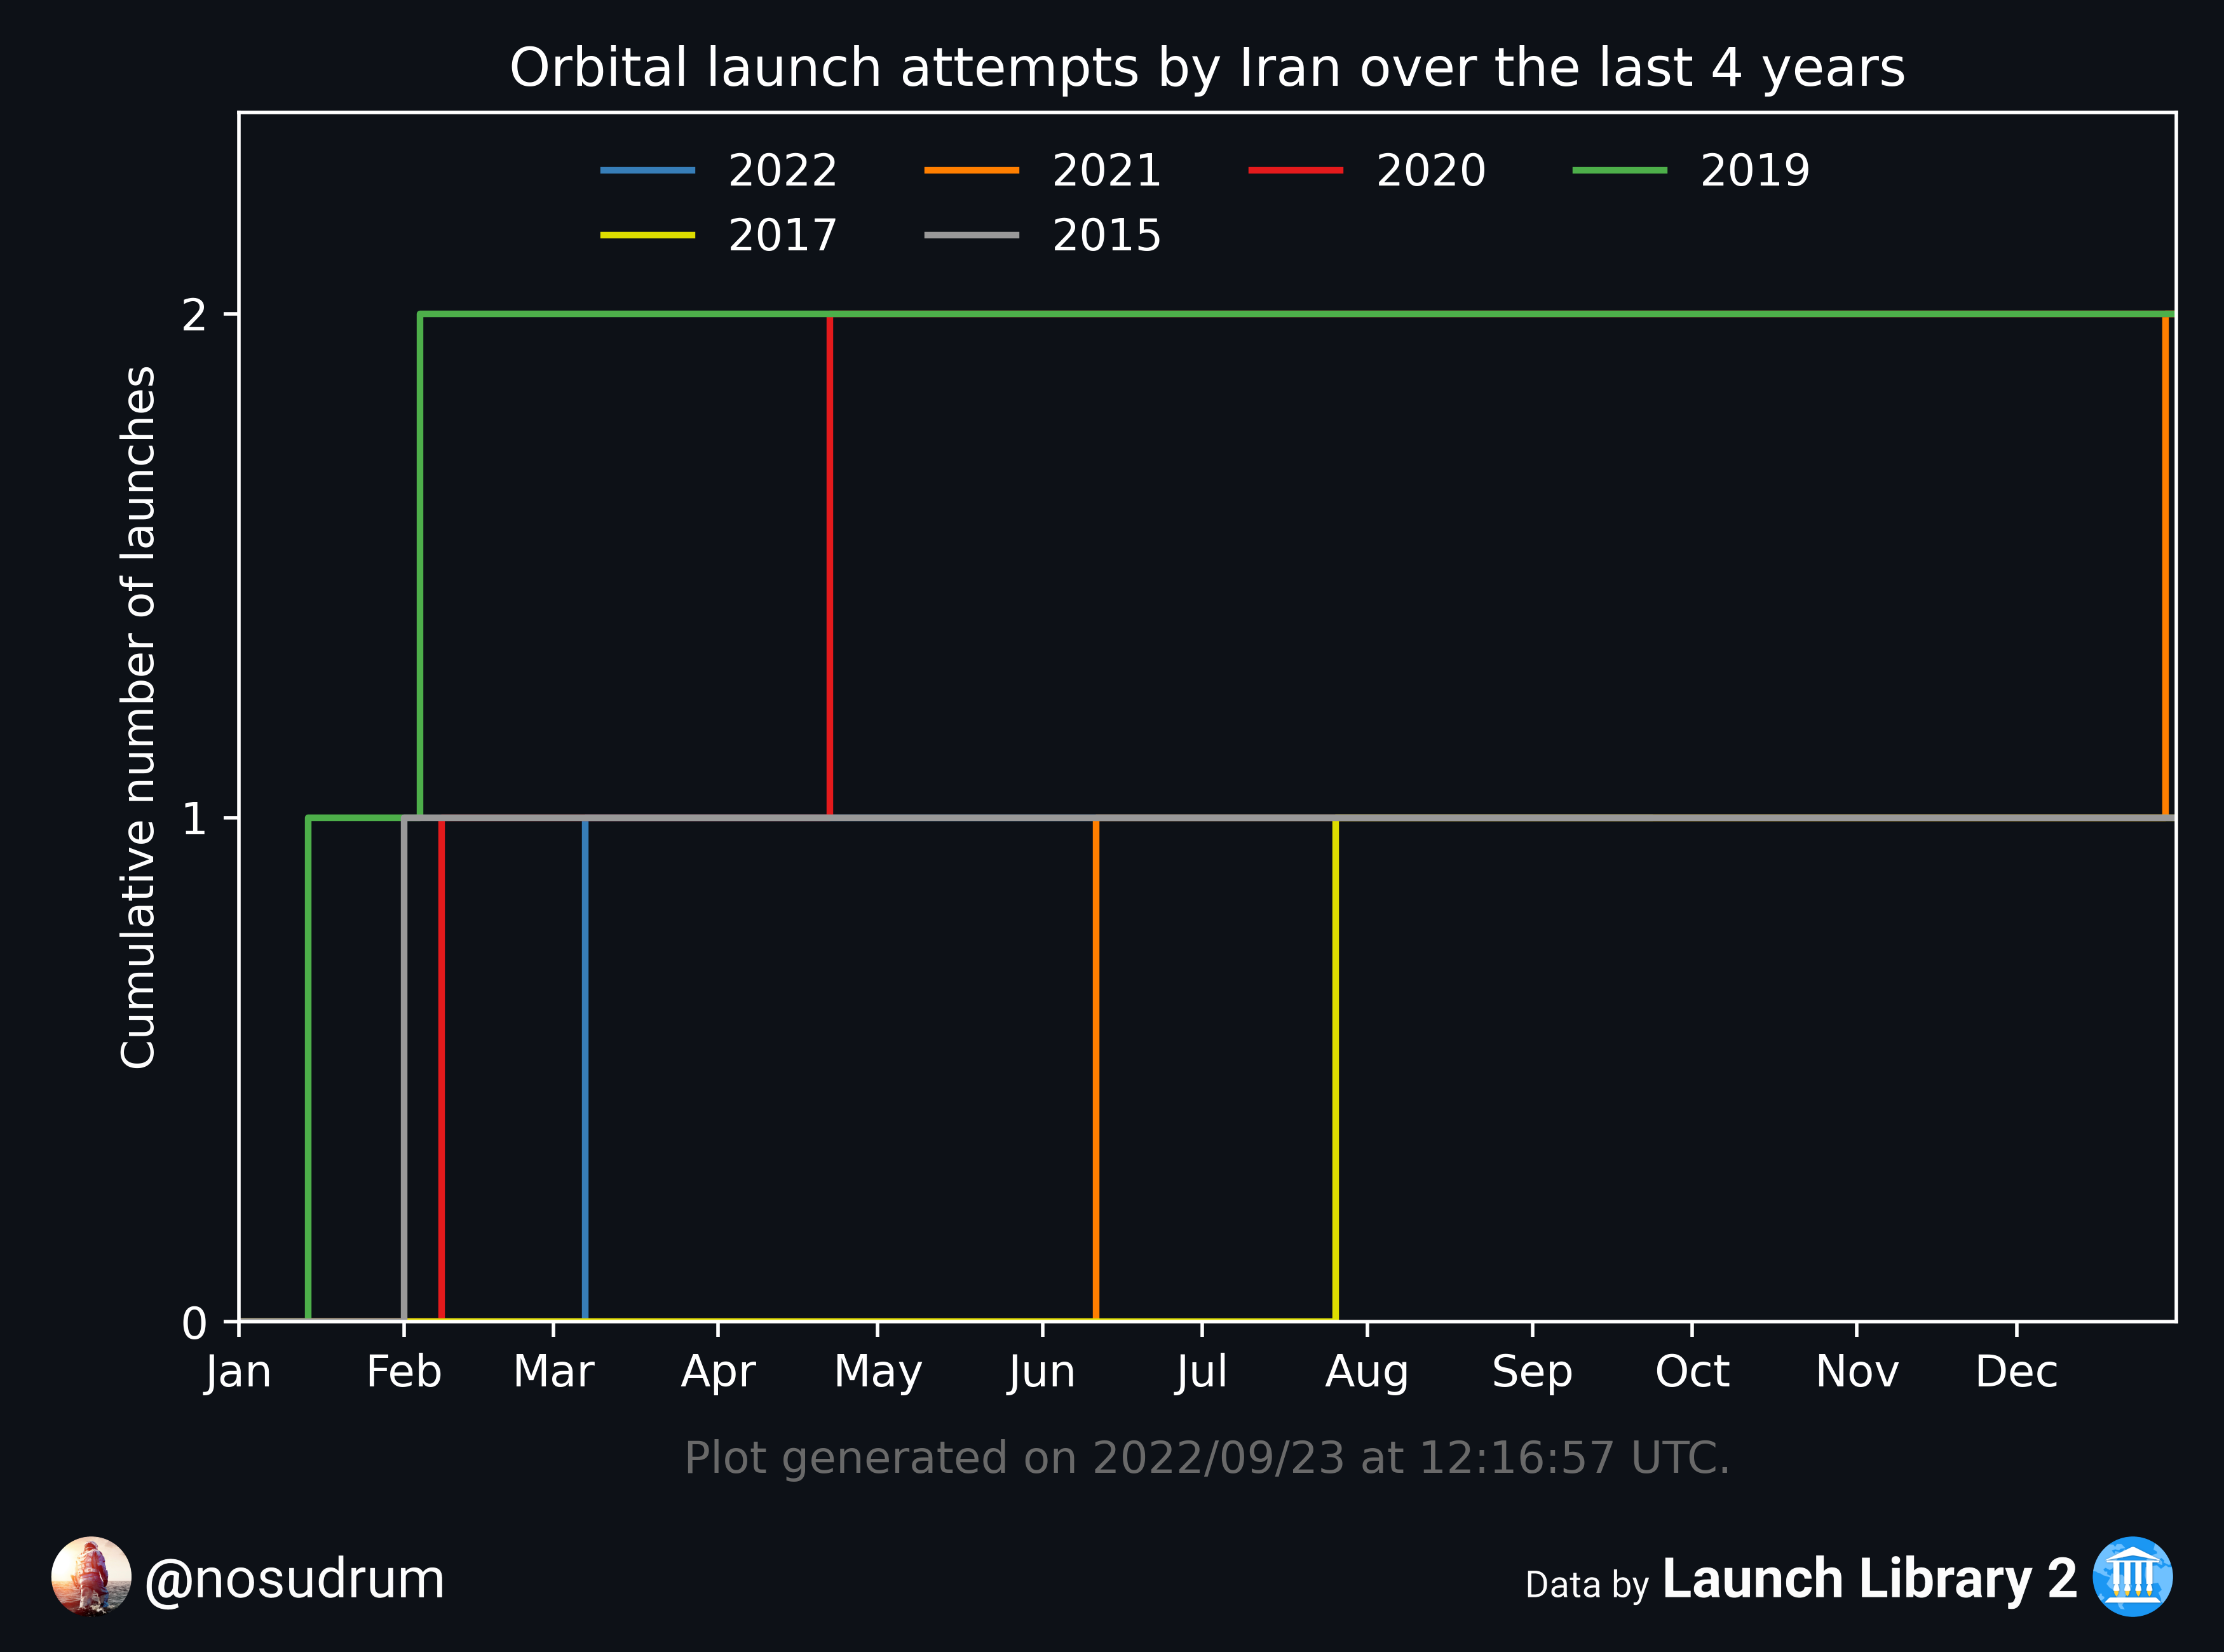 Orbital launch attempts by Iran over the last 4 years
2022 2021 2020 2019
2017 2015
Cumulative number of launches
2
1
0
Jan Feb Mar Apr May Jun Jul Aug Sep Oct Nov Dec
Plot generated on 2022/09/23 at 12:16:57 UTC.
@nosudrum
Data by Launch Library 2